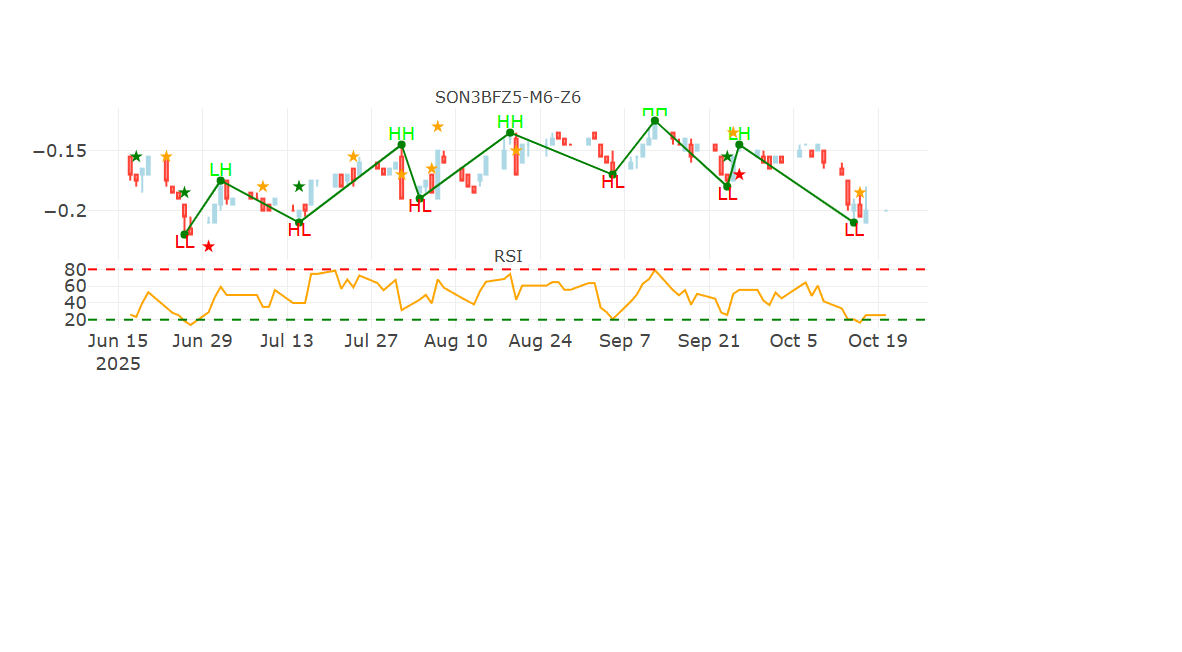 SON3BFZ5-M6-Z6
HH
HH
HH
LH
LH
−0.15
HL
LL
HL
−0.2
HL
LL
LL
RSI
80
60
40
20
Jun 15 Jun 29 Jul 13 Jul 27 Aug 10 Aug 24 Sep 7 Sep 21 Oct 5 Oct 19
2025